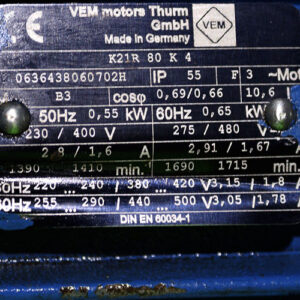 CE VEM motors Thurm
GmbH
Made in Germany
VEM
K21R 80 K 4
0636438060702H IP 55 F 3 ~Mo
B3 cosφ 0,69/0,66 10,6
50Hz 0,55 kW 60Hz 0,65 kW
230 / 400 V 275 / 480 V
2,8 / 1,6 A 2,91 / 1,67 A
1390 1410 min. 1690 1715 min.
50Hz 220 ... 240 / 380 ... 420 V 3,15 / 1,8
60Hz 255 ... 290 / 440 ... 500 V 3,05 / 1,78
DIN EN 60034-1